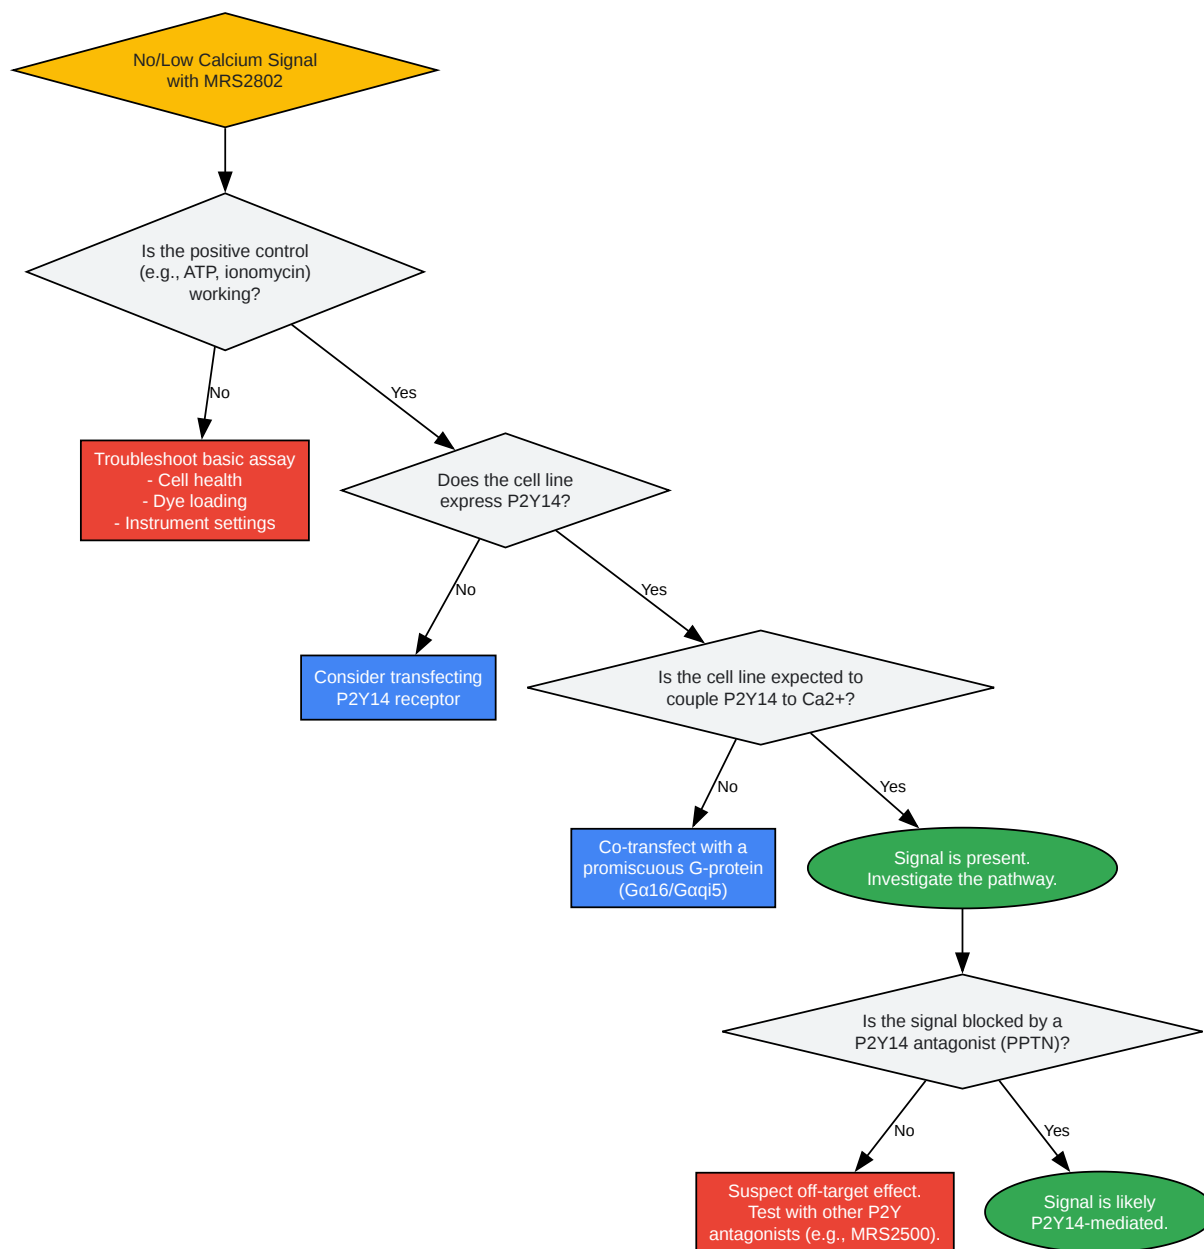 No/Low Calcium Signal
with MRS2802
Is the positive control
(e.g., ATP, ionomycin)
working?
No
Yes
Troubleshoot basic assay
- Cell health
- Dye loading
- Instrument settings
Does the cell line
express P2Y14?
No
Yes
Consider transfecting
P2Y14 receptor
Is the cell line expected to
couple P2Y14 to Ca2+?
No
Yes
Co-transfect with a
promiscuous G-protein
(Gα16/Gαqi5)
Signal is present.
Investigate the pathway.
Is the signal blocked by a
P2Y14 antagonist (PPTN)?
No
Yes
Suspect off-target effect.
Test with other P2Y
antagonists (e.g., MRS2500).
Signal is likely
P2Y14-mediated.